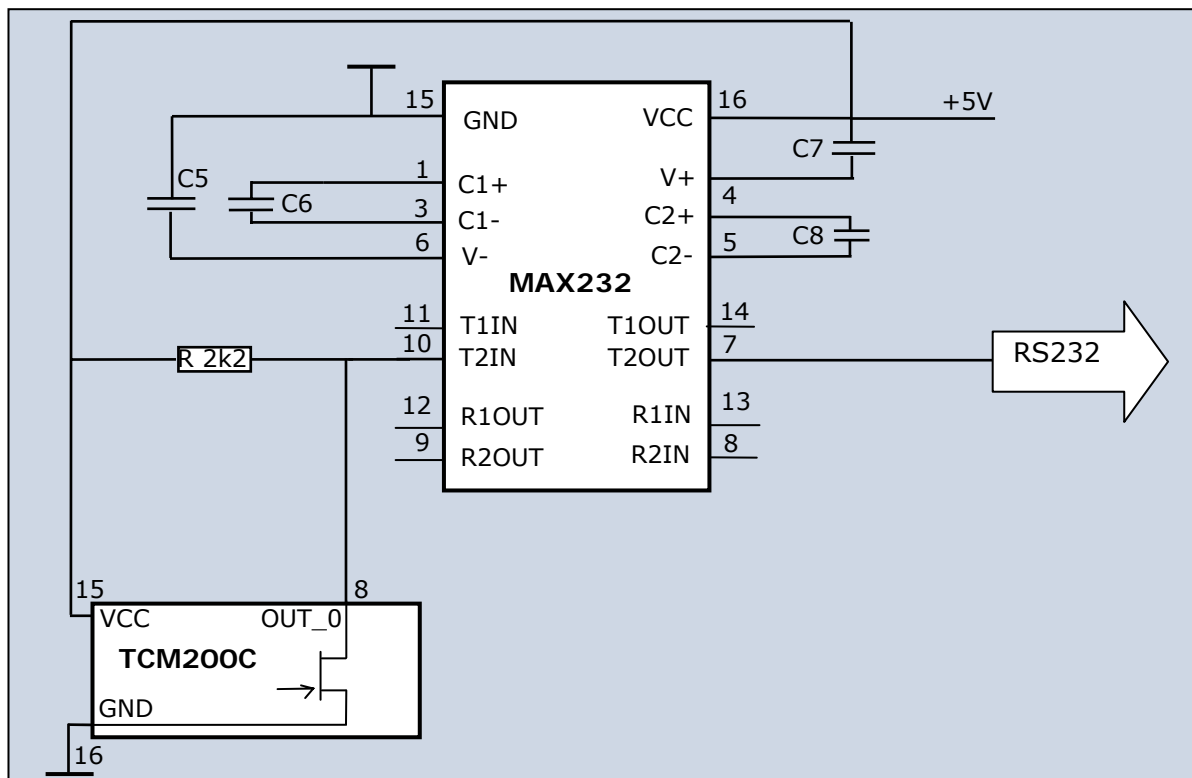 15
GND
VCC
16
+5V
C7
C5
1
C1+
V+
C6
4
3
C1-
C2+
C8
6
V-
C2-
5
MAX232
11
T1IN
T1OUT
14
10
T2IN
T2OUT
7
R 2k2
RS232
12
R1OUT
R1IN
13
9
R2OUT
R2IN
8
15
8
VCC
OUT_0
TCM200C
GND
16